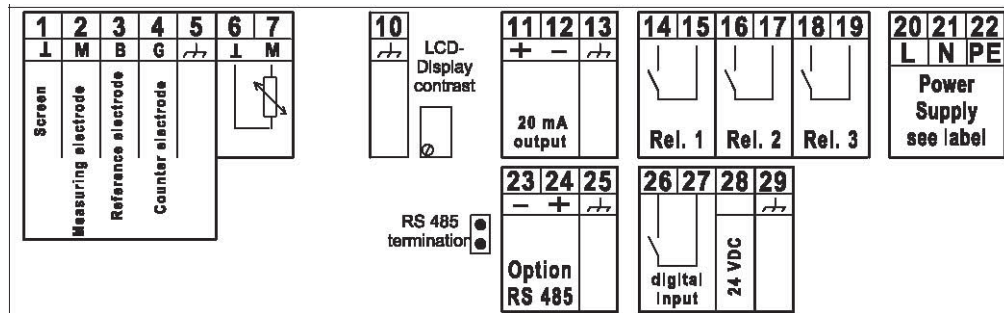 1 2 3 4 5 6 7
⊥ M B G ⊥ M
Screen
Measuring electrode
Reference electrode
Counter electrode
10
LCD-
Display
contrast
11 12 13
+ −
20 mA
output
14 15 16 17 18 19
Rel. 1 Rel. 2 Rel. 3
20 21 22
L N PE
Power
Supply
see label
RS 485
termination
23 24 25
− +
Option
RS 485
26 27 28 29
digital
input
24 VDC